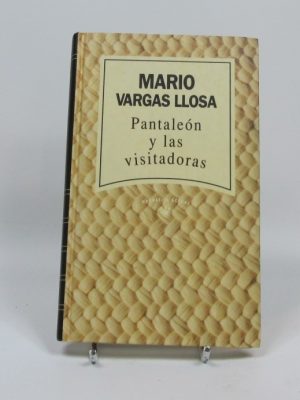 MARIO
VARGAS LLOSA
Pantaleón
y las
visitadoras